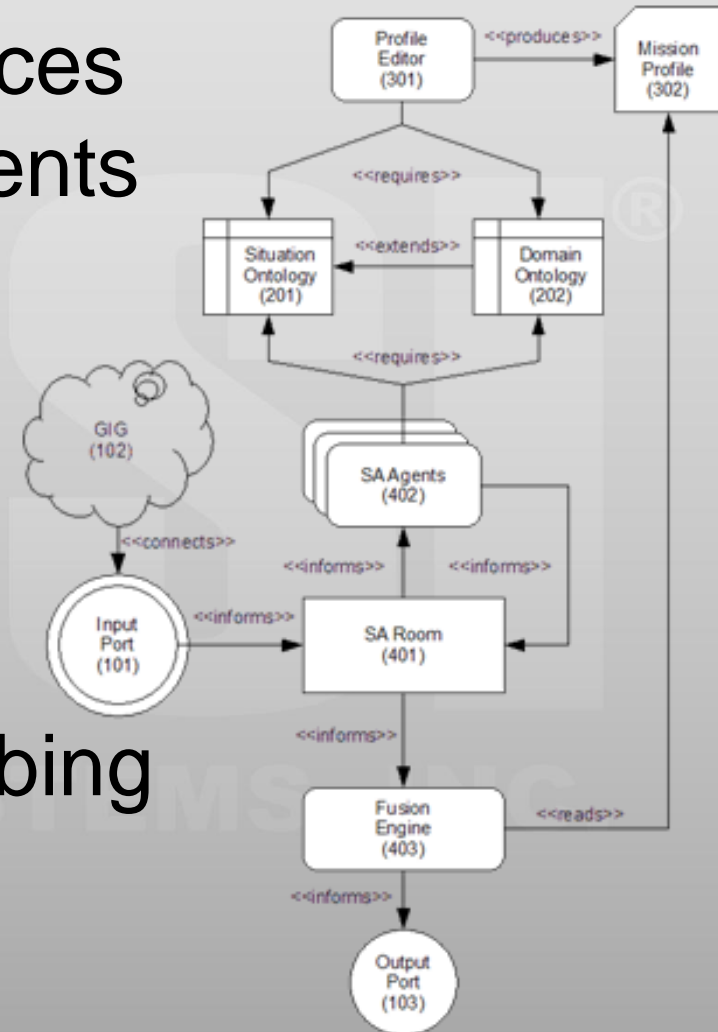 ces
ents
bing
Profile
Editor
(301)
<<produces>>
Mission
Profile
(302)
<<requires>>
Situation
Ontology
(201)
<<extends>>
Domain
Ontology
(202)
®
<<requires>>
GIG
(102)
SA Agents
(402)
<<connects>>
<<informs>>
<<informs>>
Input
Port
(101)
<<informs>>
SA Room
(401)
<<informs>>
Fusion
Engine
(403)
<<reads>>
<<informs>>
Output
Port
(103)